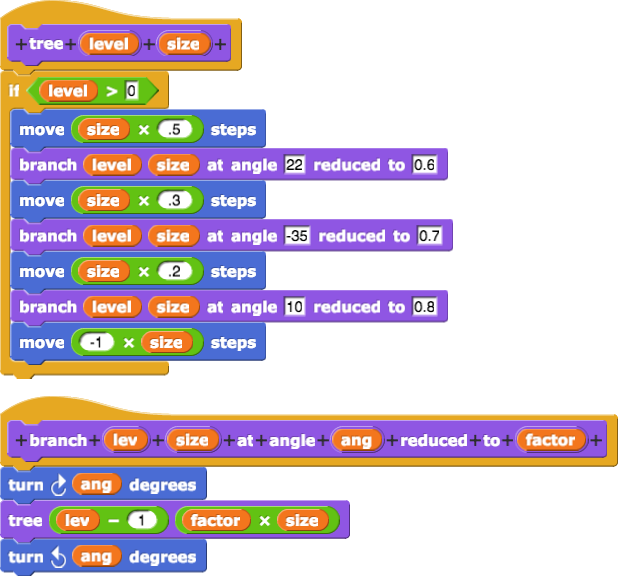 + tree + level + size +
if level > 0
move size × .5 steps
branch level size at angle 22 reduced to 0.6
move size × .3 steps
branch level size at angle -35 reduced to 0.7
move size × .2 steps
branch level size at angle 10 reduced to 0.8
move -1 × size steps
+ branch + lev + size + at + angle + ang + reduced + to + factor +
turn ↻ ang degrees
tree lev − 1 factor × size
turn ↺ ang degrees